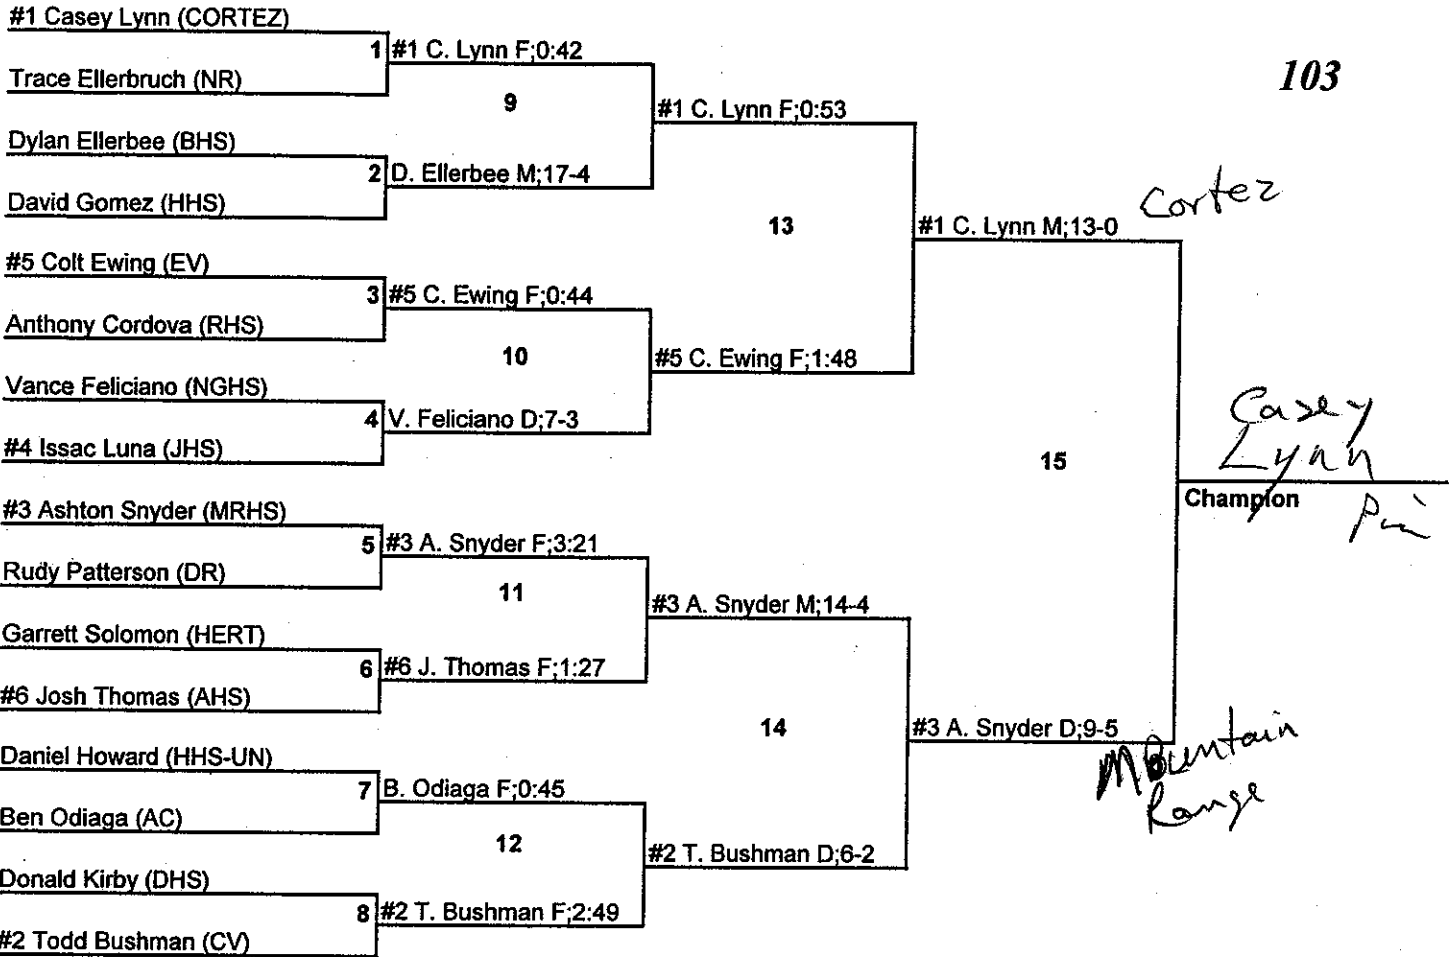 #1 Casey Lynn (CORTEZ)
1 #1 C. Lynn F;0:42
103
Trace Ellerbruch (NR)
9
#1 C. Lynn F;0:53
Dylan Ellerbee (BHS)
2 D. Ellerbee M;17-4
David Gomez (HHS)
Cortez
13
#1 C. Lynn M;13-0
#5 Colt Ewing (EV)
3 #5 C. Ewing F;0:44
Anthony Cordova (RHS)
10
#5 C. Ewing F;1:48
Vance Feliciano (NGHS)
4 V. Feliciano D;7-3
#4 Issac Luna (JHS)
Casey
Lynn
15
Champion
Pin
#3 Ashton Snyder (MRHS)
5 #3 A. Snyder F;3:21
Rudy Patterson (DR)
11
#3 A. Snyder M;14-4
Garrett Solomon (HERT)
6 #6 J. Thomas F;1:27
#6 Josh Thomas (AHS)
14
#3 A. Snyder D;9-5
Mountain
Range
Daniel Howard (HHS-UN)
7 B. Odiaga F;0:45
Ben Odiaga (AC)
12
#2 T. Bushman D;6-2
Donald Kirby (DHS)
8 #2 T. Bushman F;2:49
#2 Todd Bushman (CV)